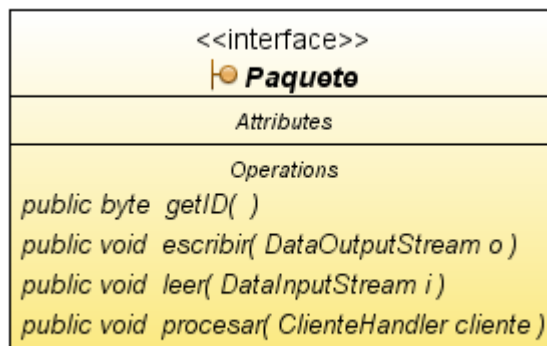 <<interface>>
Paquete
Attributes
Operations
public byte getID( )
public void escribir( DataOutputStream o )
public void leer( DataInputStream i )
public void procesar( ClienteHandler cliente )